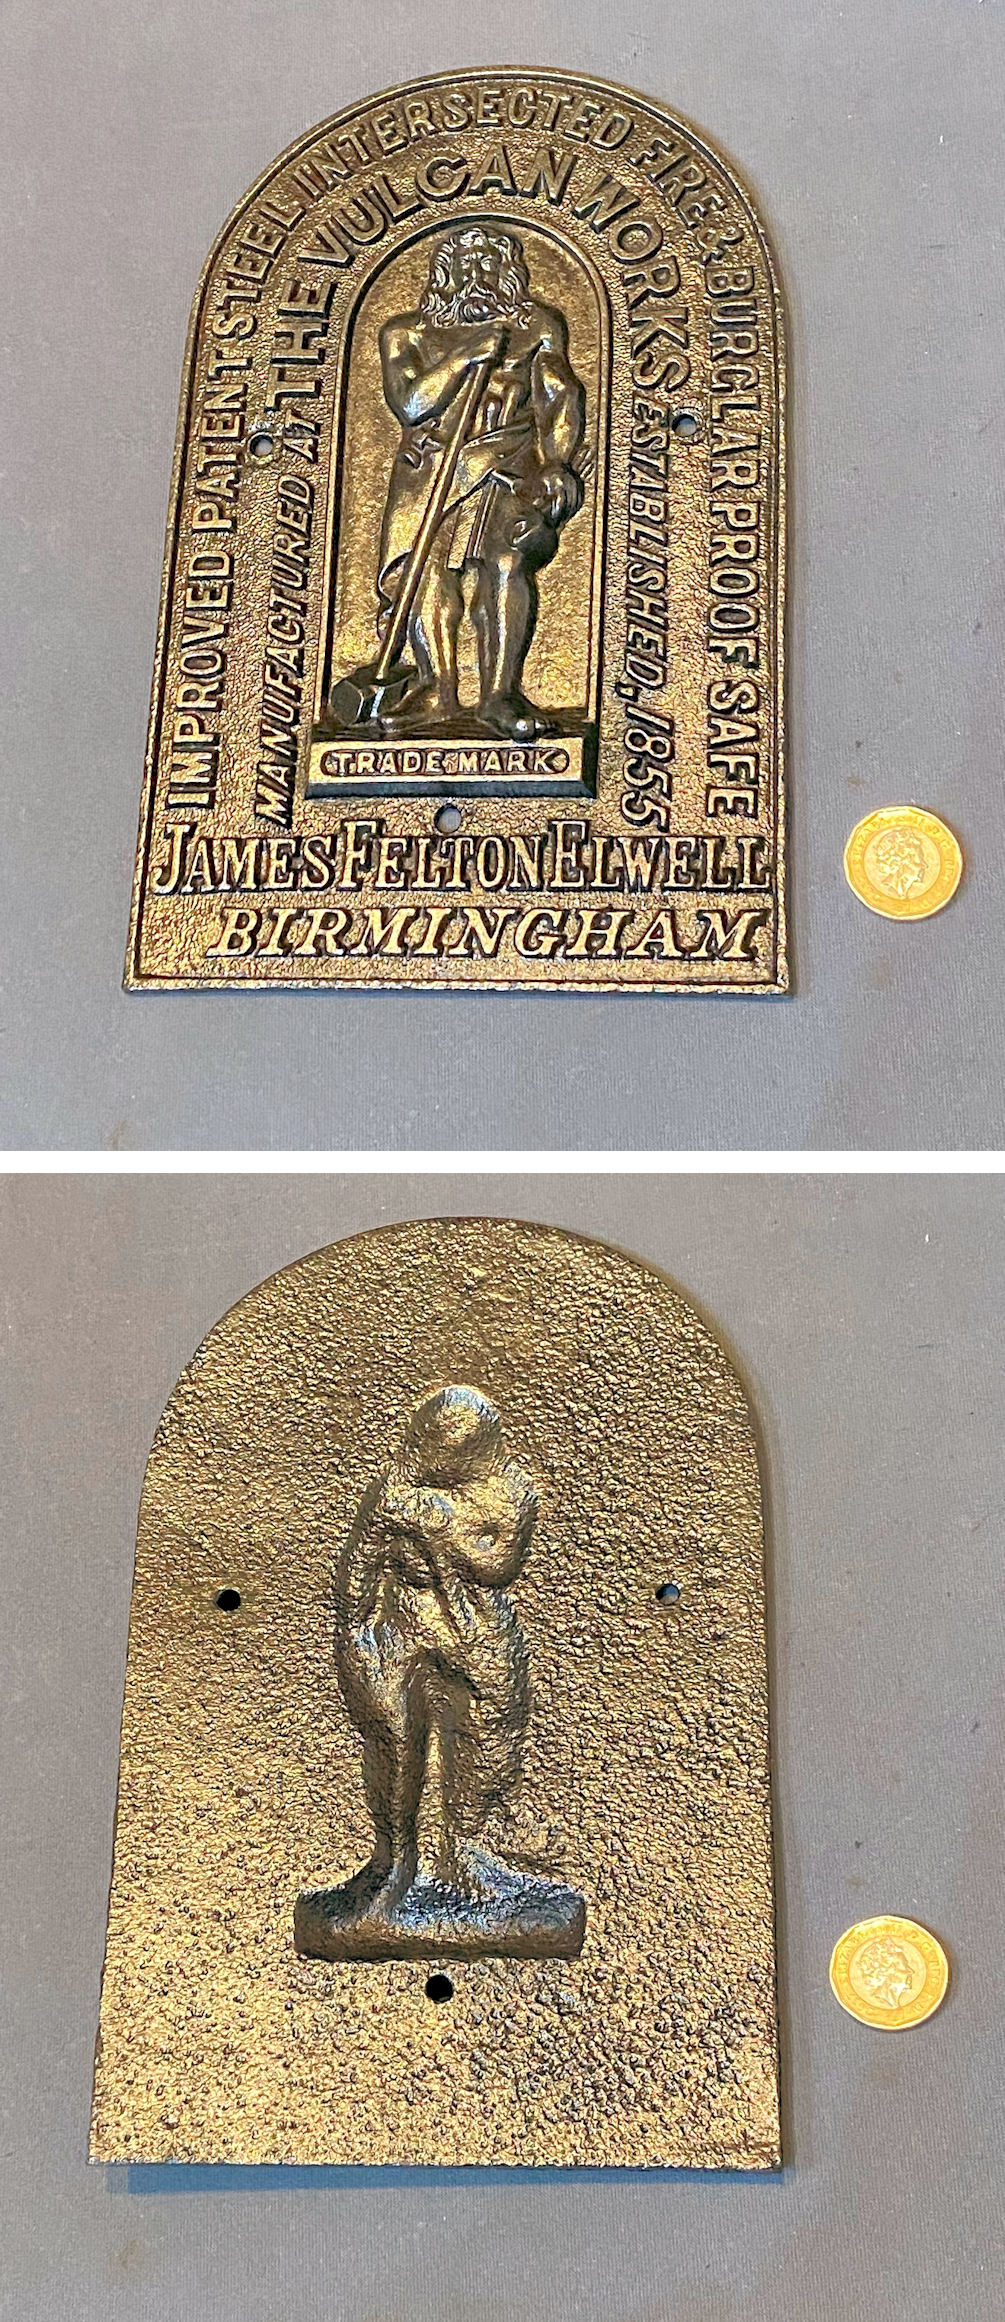 IMPROVED PATENT STEEL INTERSECTED FIRE & BURGLAR PROOF SAFE
MANUFACTURED AT THE VULCAN WORKS ESTABLISHED, 1855
TRADE MARK
JAMES FELTON ELWELL
BIRMINGHAM